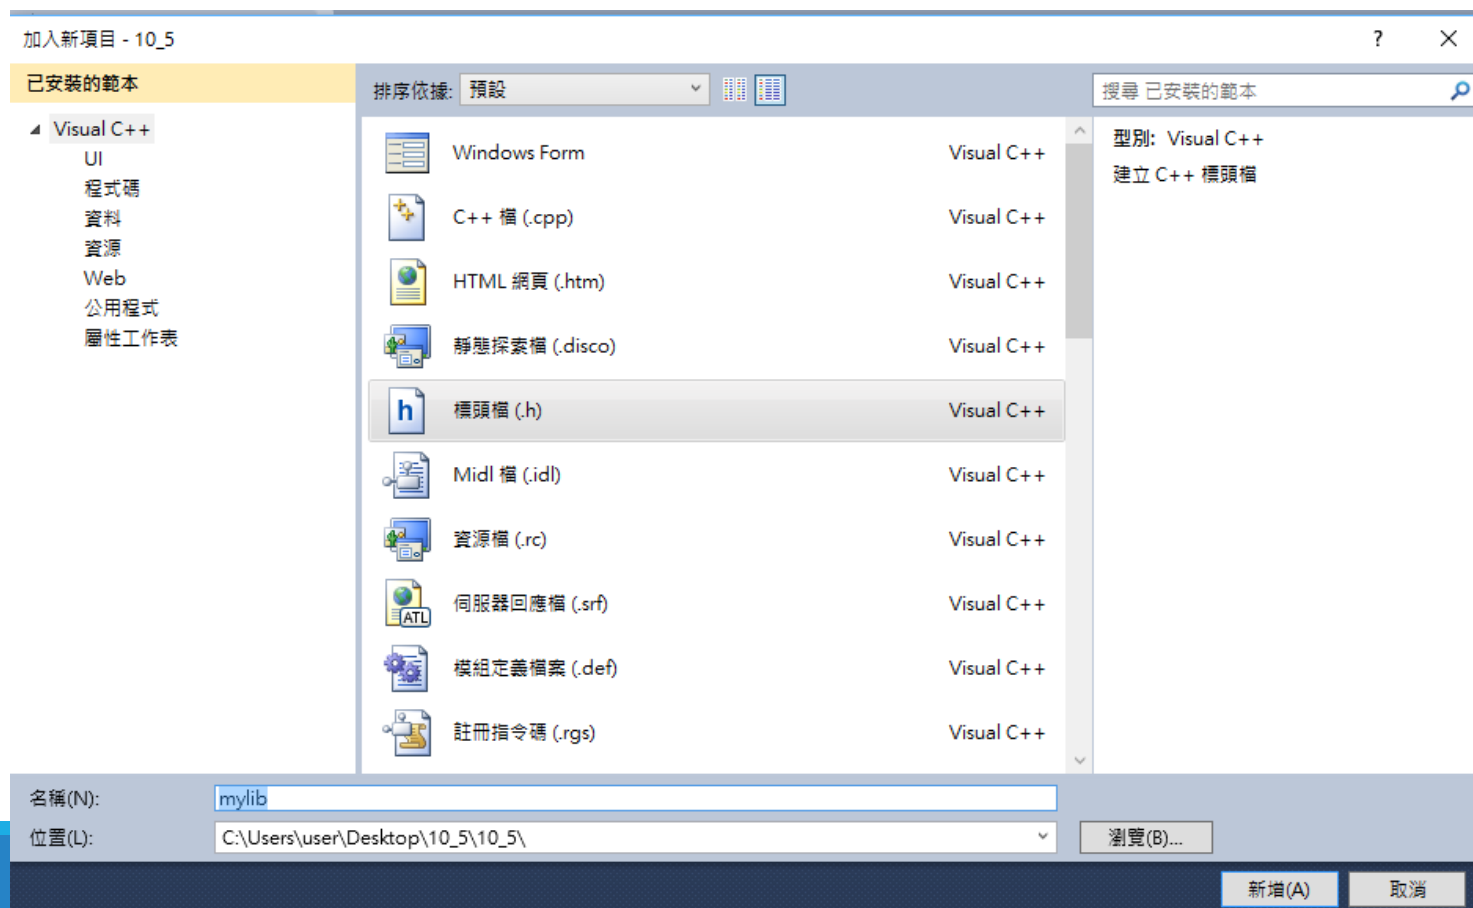 加入新項目 - 10_5
? 
已安裝的範本
排序依據: 預設
搜尋 已安裝的範本
Visual C++
UI
程式碼
資料
資源
Web
公用程式
屬性工作表
Windows Form Visual C++
C++ 檔 (.cpp) Visual C++
HTML 網頁 (.htm) Visual C++
靜態探索檔 (.disco) Visual C++
h 標頭檔 (.h) Visual C++
Midl 檔 (.idl) Visual C++
資源檔 (.rc) Visual C++
ATL 伺服器回應檔 (.srf) Visual C++
模組定義檔案 (.def) Visual C++
註冊指令碼 (.rgs) Visual C++
型別: Visual C++
建立 C++ 標頭檔
名稱(N): mylib
位置(L): C:\Users\user\Desktop\10_5\10_5\ 瀏覽(B)...
新增(A) 取消